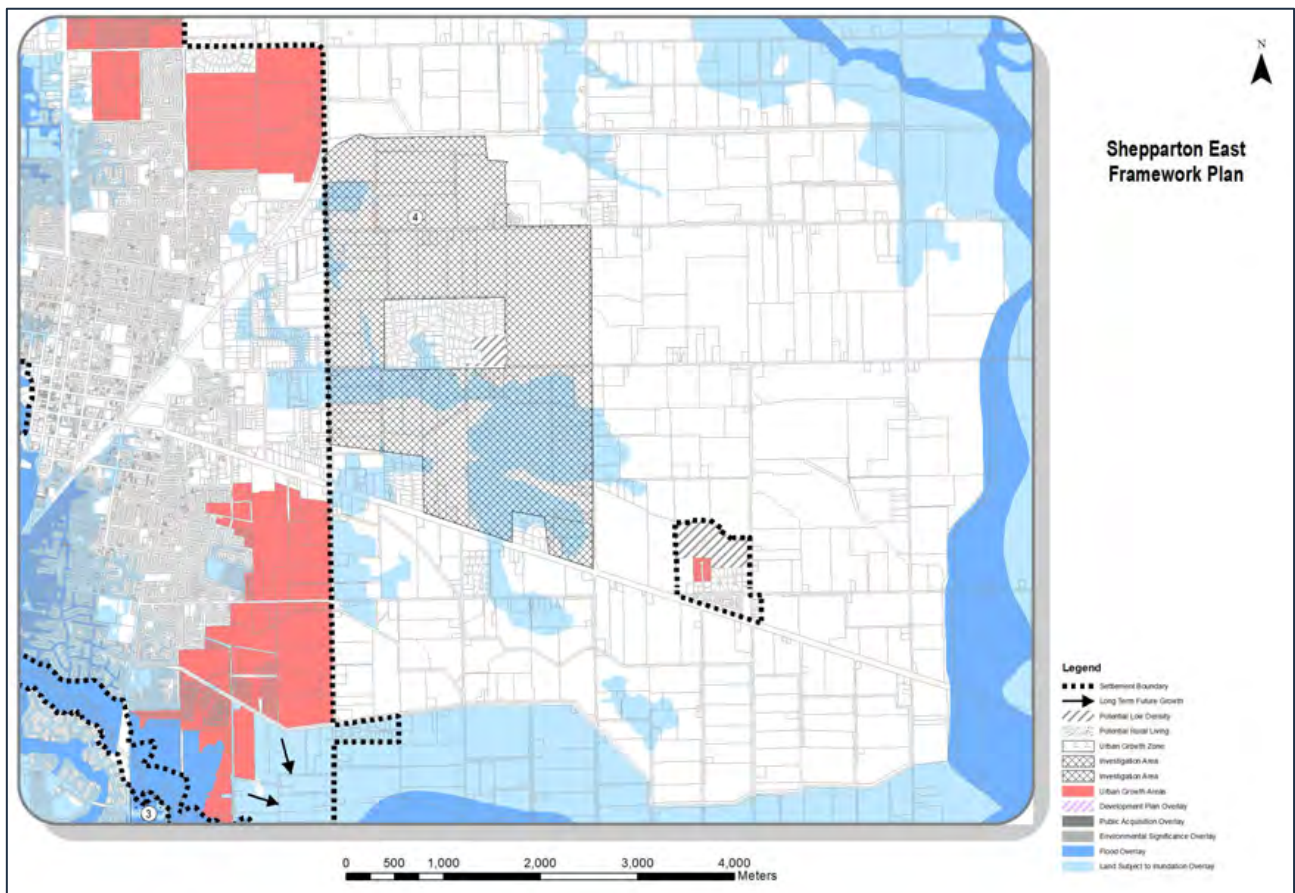 N
Shepparton East
Framework Plan
4
3
Legend
Settlement Boundary
Long Term Future Growth
Potential Low Density
Potential Rural Living
Urban Growth Zone
Investigation Area
Investigation Area
Urban Growth Areas
Development Plan Overlay
Public Acquisition Overlay
Environmental Significance Overlay
Flood Overlay
Land Subject to Inundation Overlay
0 500 1,000 2,000 3,000 4,000
Meters